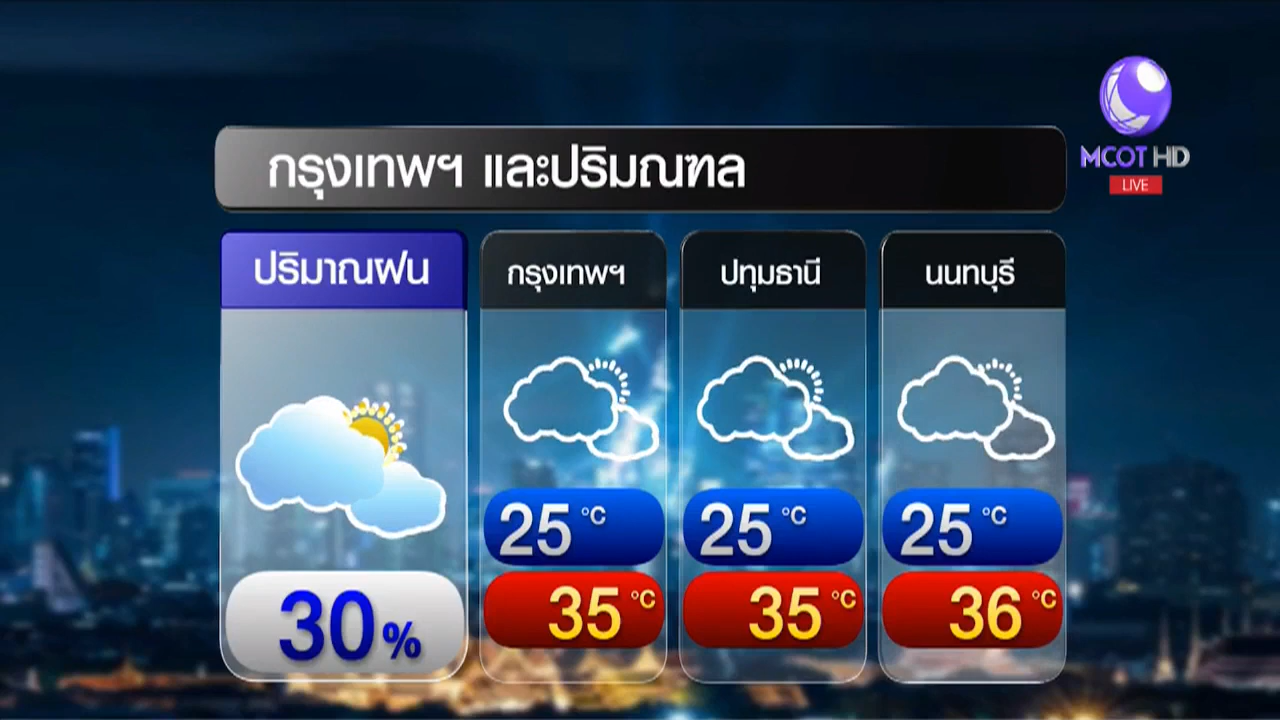 MCOT HD
LIVE
กรุงเทพฯ และปริมณฑล
ปริมาณฝน
30%
กรุงเทพฯ
25 °C
35 °C
ปทุมธานี
25 °C
35 °C
นนทบุรี
25 °C
36 °C